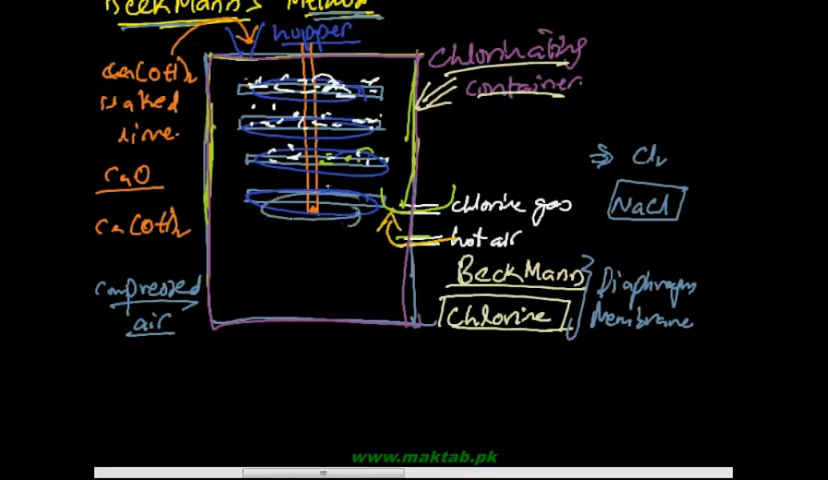 BeckMann's Method
hopper
Ca(OH)2
slaked
lime.
CaO
Ca(OH)2
compressed
air
Chlorinating
container.
chlorine gas
hot air
BeckMann
Chlorine
Diaphragm
Membrane
⇒ Cl2
NaCl
www.maktab.pk